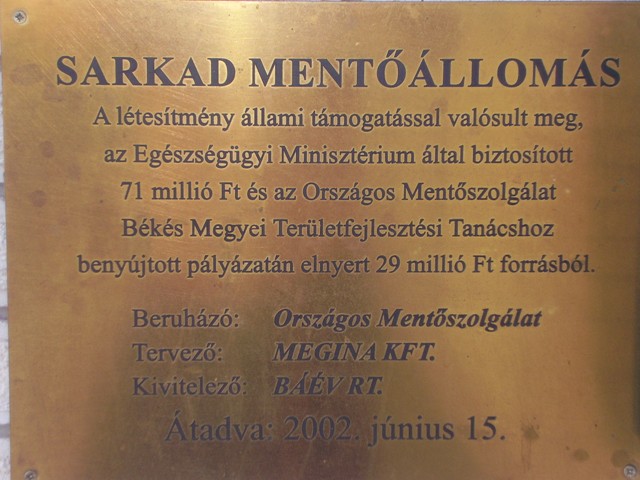 SARKAD MENTŐÁLLOMÁS
A létesítmény állami támogatással valósult meg,
az Egészségügyi Minisztérium által biztosított
71 millió Ft és az Országos Mentőszolgálat
Békés Megyei Területfejlesztési Tanácshoz
benyújtott pályázatán elnyert 29 millió Ft forrásból.
Beruházó: Országos Mentőszolgálat
Tervező: MEGINA KFT.
Kivitelező: BÁÉV RT.
Átadva: 2002. június 15.